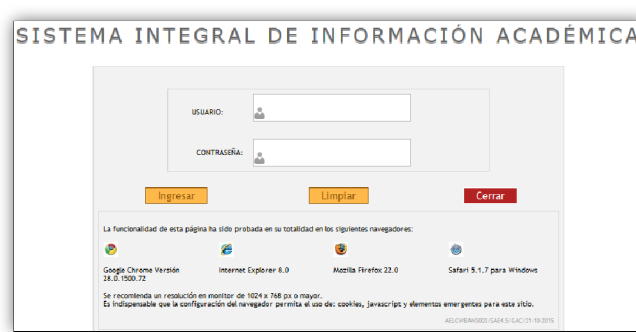 SISTEMA INTEGRAL DE INFORMACIÓN ACADÉMICA
USUARIO:
CONTRASEÑA:
Ingresar Limpiar Cerrar
La funcionalidad de esta página ha sido probada en su totalidad en los siguientes navegadores:
Google Chrome Versión 28.0.1500.72 Internet Explorer 8.0 Mozilla Firefox 22.0 Safari 5.1.7 para Windows
Se recomienda un resolución en monitor de 1024 x 768 px o mayor.
Es indispensable que la configuración del navegador permita el uso de: cookies, javascript y elementos emergentes para este sitio.